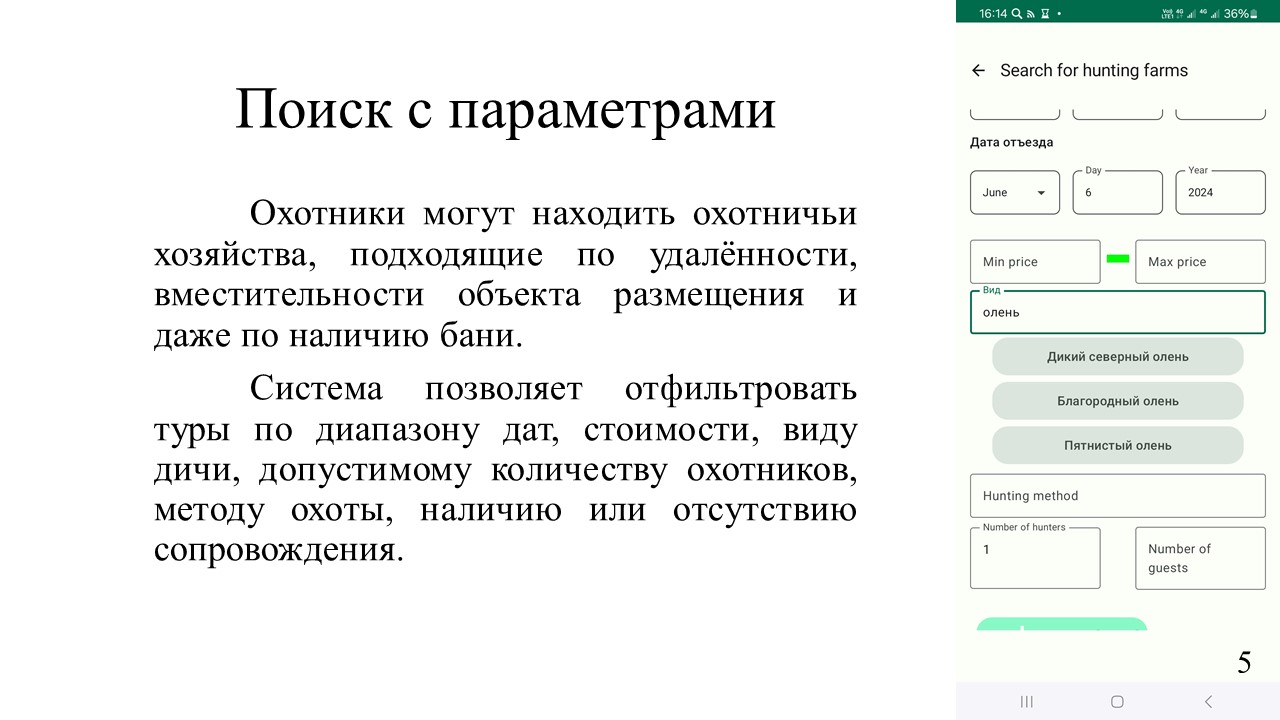 Поиск с параметрами
Охотники могут находить охотничьи
хозяйства, подходящие по удалённости,
вместительности объекта размещения и
даже по наличию бани.
Система позволяет отфильтровать
туры по диапазону дат, стоимости, виду
дичи, допустимому количеству охотников,
методу охоты, наличию или отсутствию
сопровождения.
16:14
36%
Search for hunting farms
Дата отъезда
Day
Year
June
6
2024
Min price
Max price
Вид
олень
Дикий северный олень
Благородный олень
Пятнистый олень
Hunting method
Number of hunters
1
Number of
guests
5